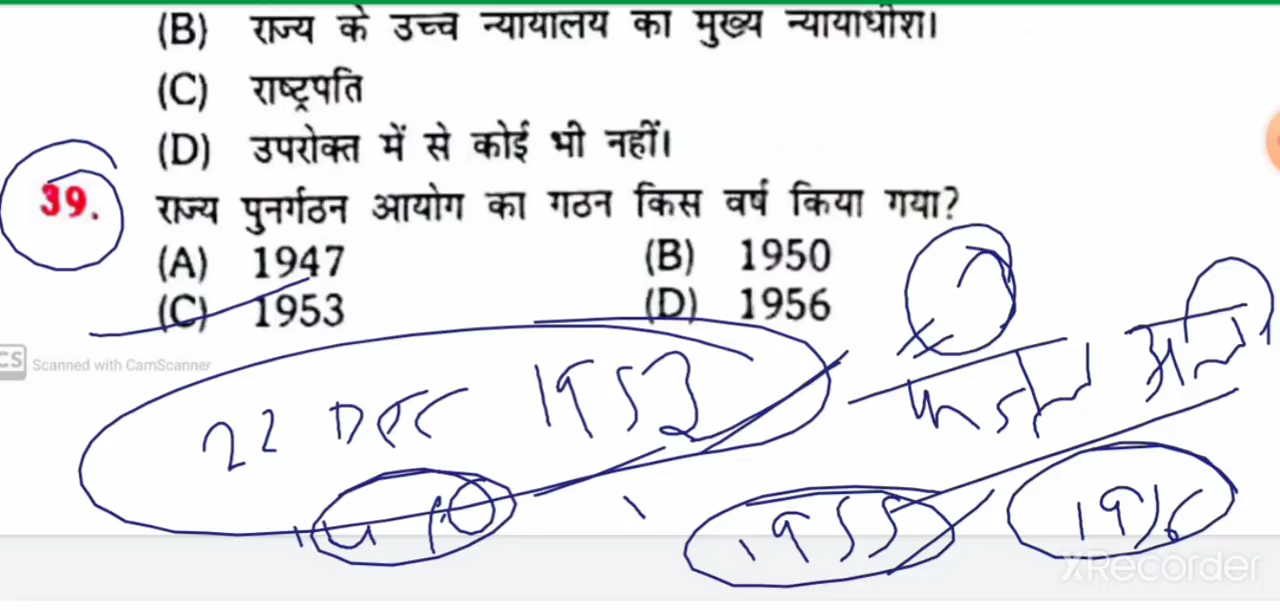 (B) राज्य के उच्च न्यायालय का मुख्य न्यायाधीश।
(C) राष्ट्रपति
(D) उपरोक्त में से कोई भी नहीं।
39. राज्य पुनर्गठन आयोग का गठन किस वर्ष किया गया?
(A) 1947 (B) 1950
(C) 1953 (D) 1956
CS Scanned with CamScanner
22 DEC 1953
1955 1956
XRecorder